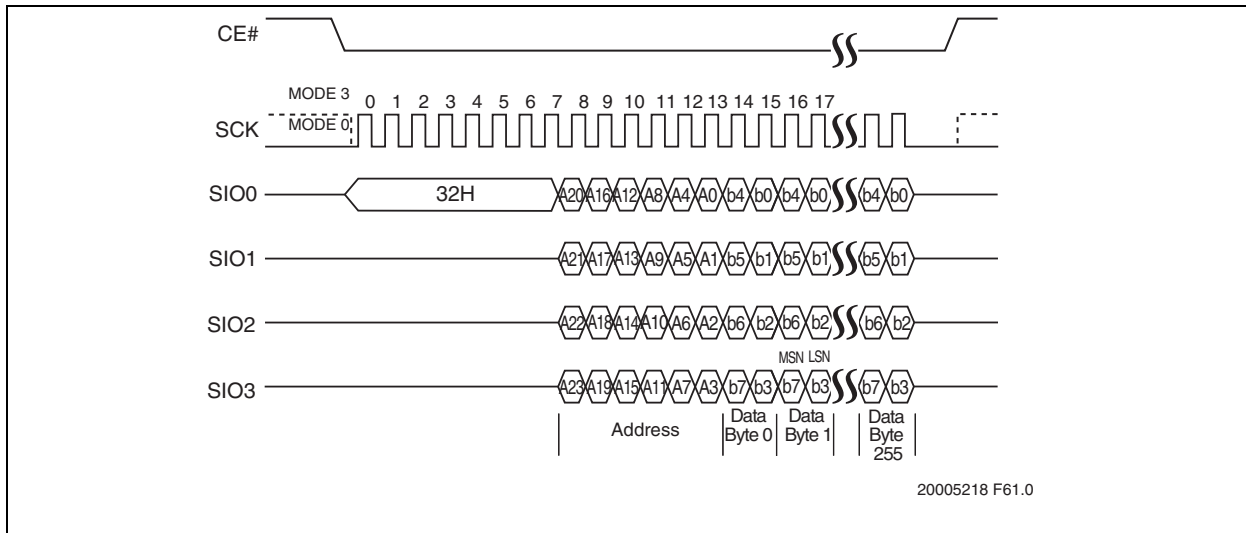 CE#
MODE 3
0 1 2 3 4 5 6 7 8 9 10 11 12 13 14 15 16 17
SCK MODE 0
SIO0 32H A20 A16 A12 A8 A4 A0 b4 b0 b4 b0 b4 b0
SIO1 A21 A17 A13 A9 A5 A1 b5 b1 b5 b1 b5 b1
SIO2 A22 A18 A14 A10 A6 A2 b6 b2 b6 b2 b6 b2
MSN LSN
SIO3 A23 A19 A15 A11 A7 A3 b7 b3 b7 b3 b7 b3
Address
Data
Byte 0
Data
Byte 1
Data
Byte
255
20005218 F61.0